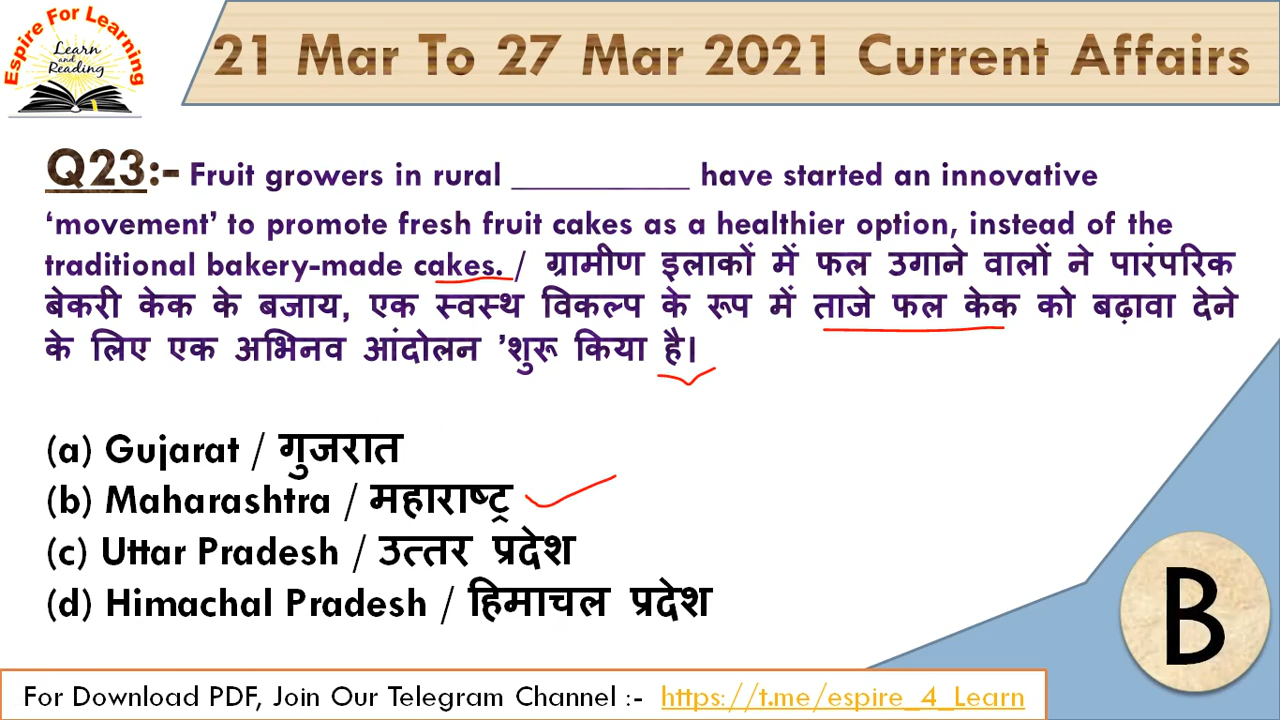 Espire For Learning
Learn
and
Reading
21 Mar To 27 Mar 2021 Current Affairs
Q23:- Fruit growers in rural __________ have started an innovative
‘movement’ to promote fresh fruit cakes as a healthier option, instead of the
traditional bakery-made cakes. / ग्रामीण इलाकों में फल उगाने वालों ने पारंपरिक
बेकरी केक के बजाय, एक स्वस्थ विकल्प के रूप में ताजे फल केक को बढ़ावा देने
के लिए एक अभिनव आंदोलन ’शुरू किया है।
(a) Gujarat / गुजरात
(b) Maharashtra / महाराष्ट्र
(c) Uttar Pradesh / उत्तर प्रदेश
(d) Himachal Pradesh / हिमाचल प्रदेश
B
For Download PDF, Join Our Telegram Channel :- https://t.me/espire_4_Learn